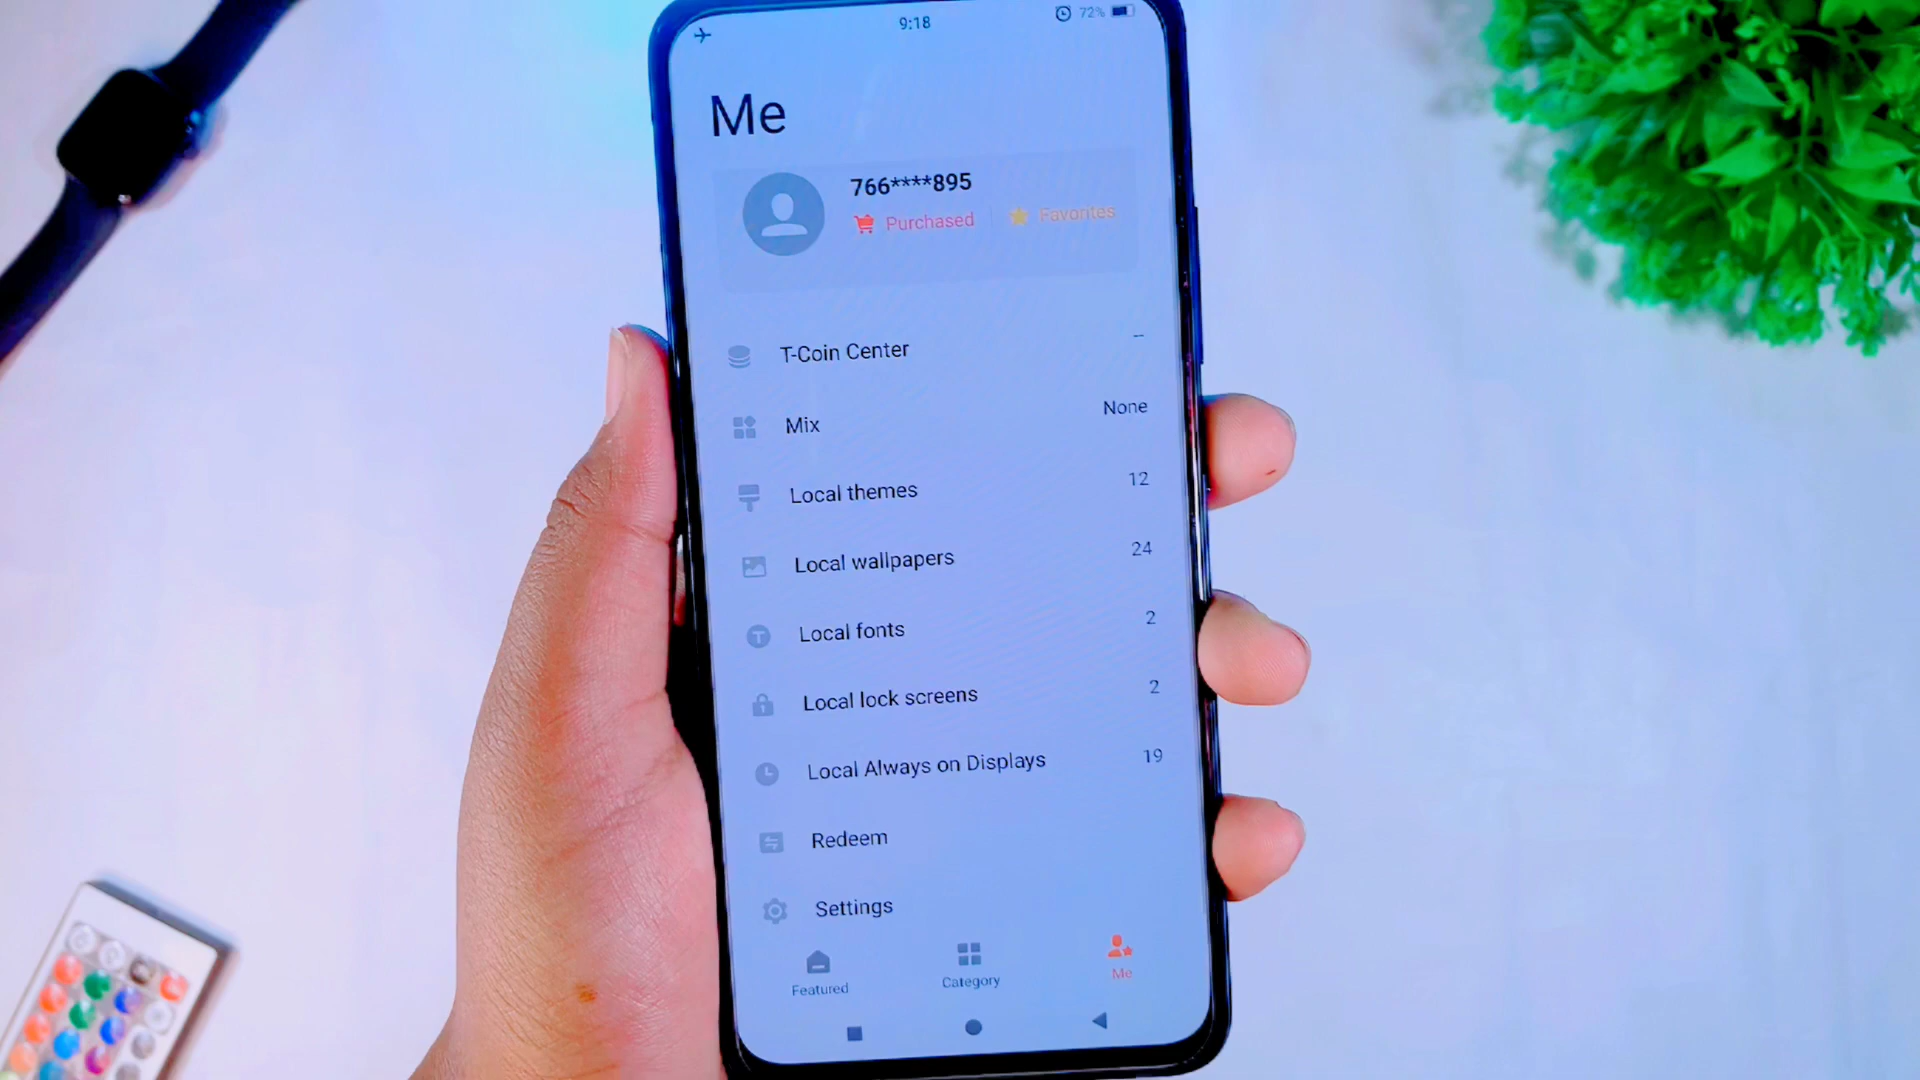 9:18
72%
Me
766****895
Purchased
Favorites
T-Coin Center --
Mix None
Local themes 12
Local wallpapers 24
Local fonts 2
Local lock screens 2
Local Always on Displays 19
Redeem
Settings
Featured
Category
Me